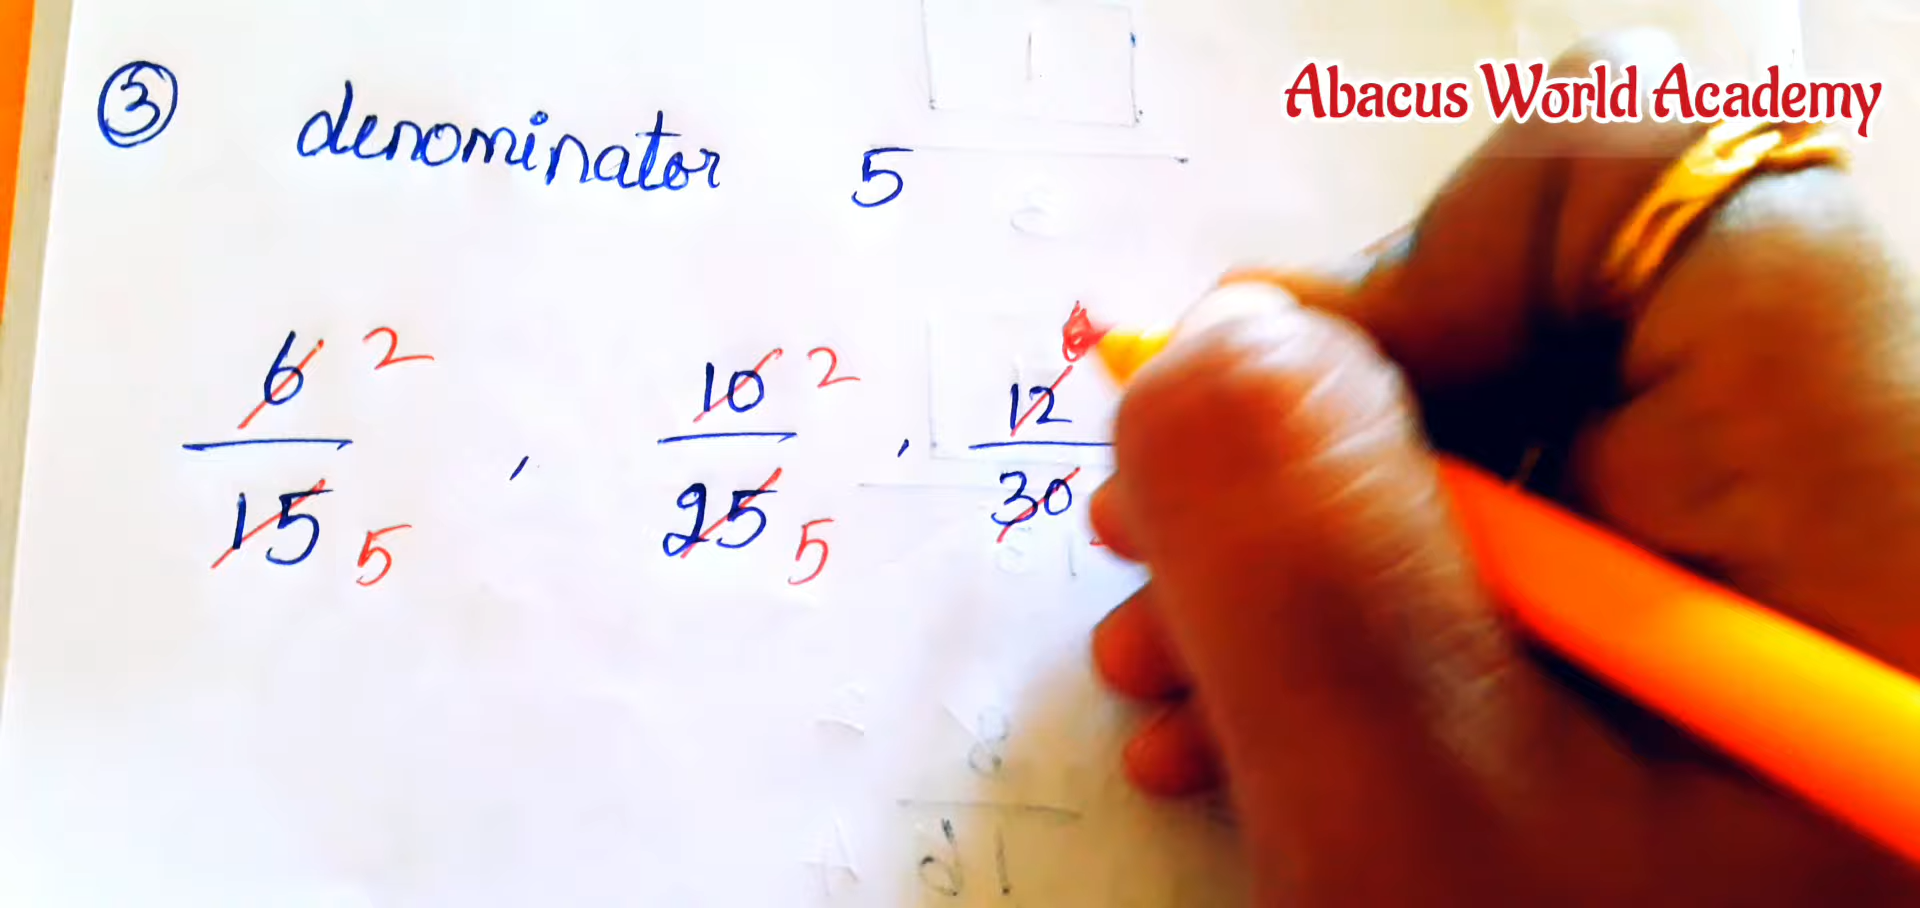 Abacus World Academy
③ denominator 5
6 2 10 2 12
, ,
15 5 25 5 30